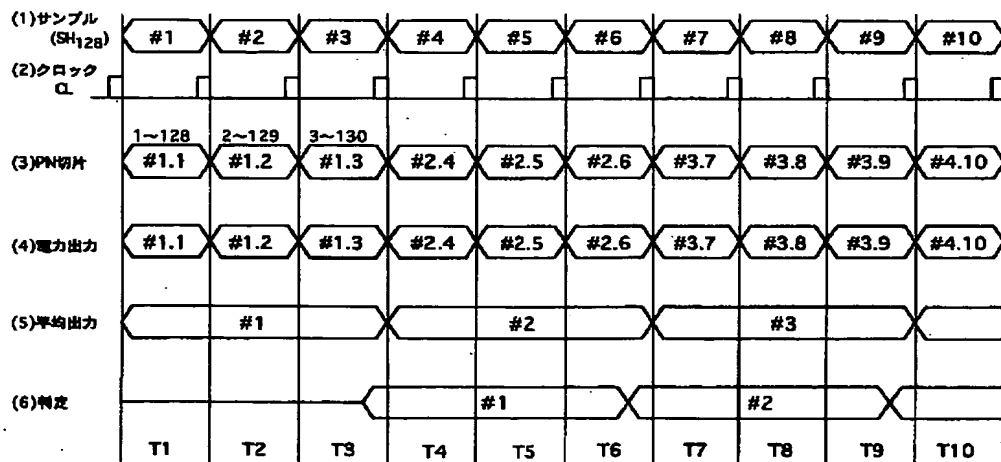 (1)サンプル
(SH128) #1 #2 #3 #4 #5 #6 #7 #8 #9 #10
(2)クロック
CL
1~128 2~129 3~130
(3)PN切片 #1.1 #1.2 #1.3 #2.4 #2.5 #2.6 #3.7 #3.8 #3.9 #4.10
(4)電力出力 #1.1 #1.2 #1.3 #2.4 #2.5 #2.6 #3.7 #3.8 #3.9 #4.10
(5)平均出力 #1 #2 #3
(6)判定 #1 #2
T1 T2 T3 T4 T5 T6 T7 T8 T9 T10